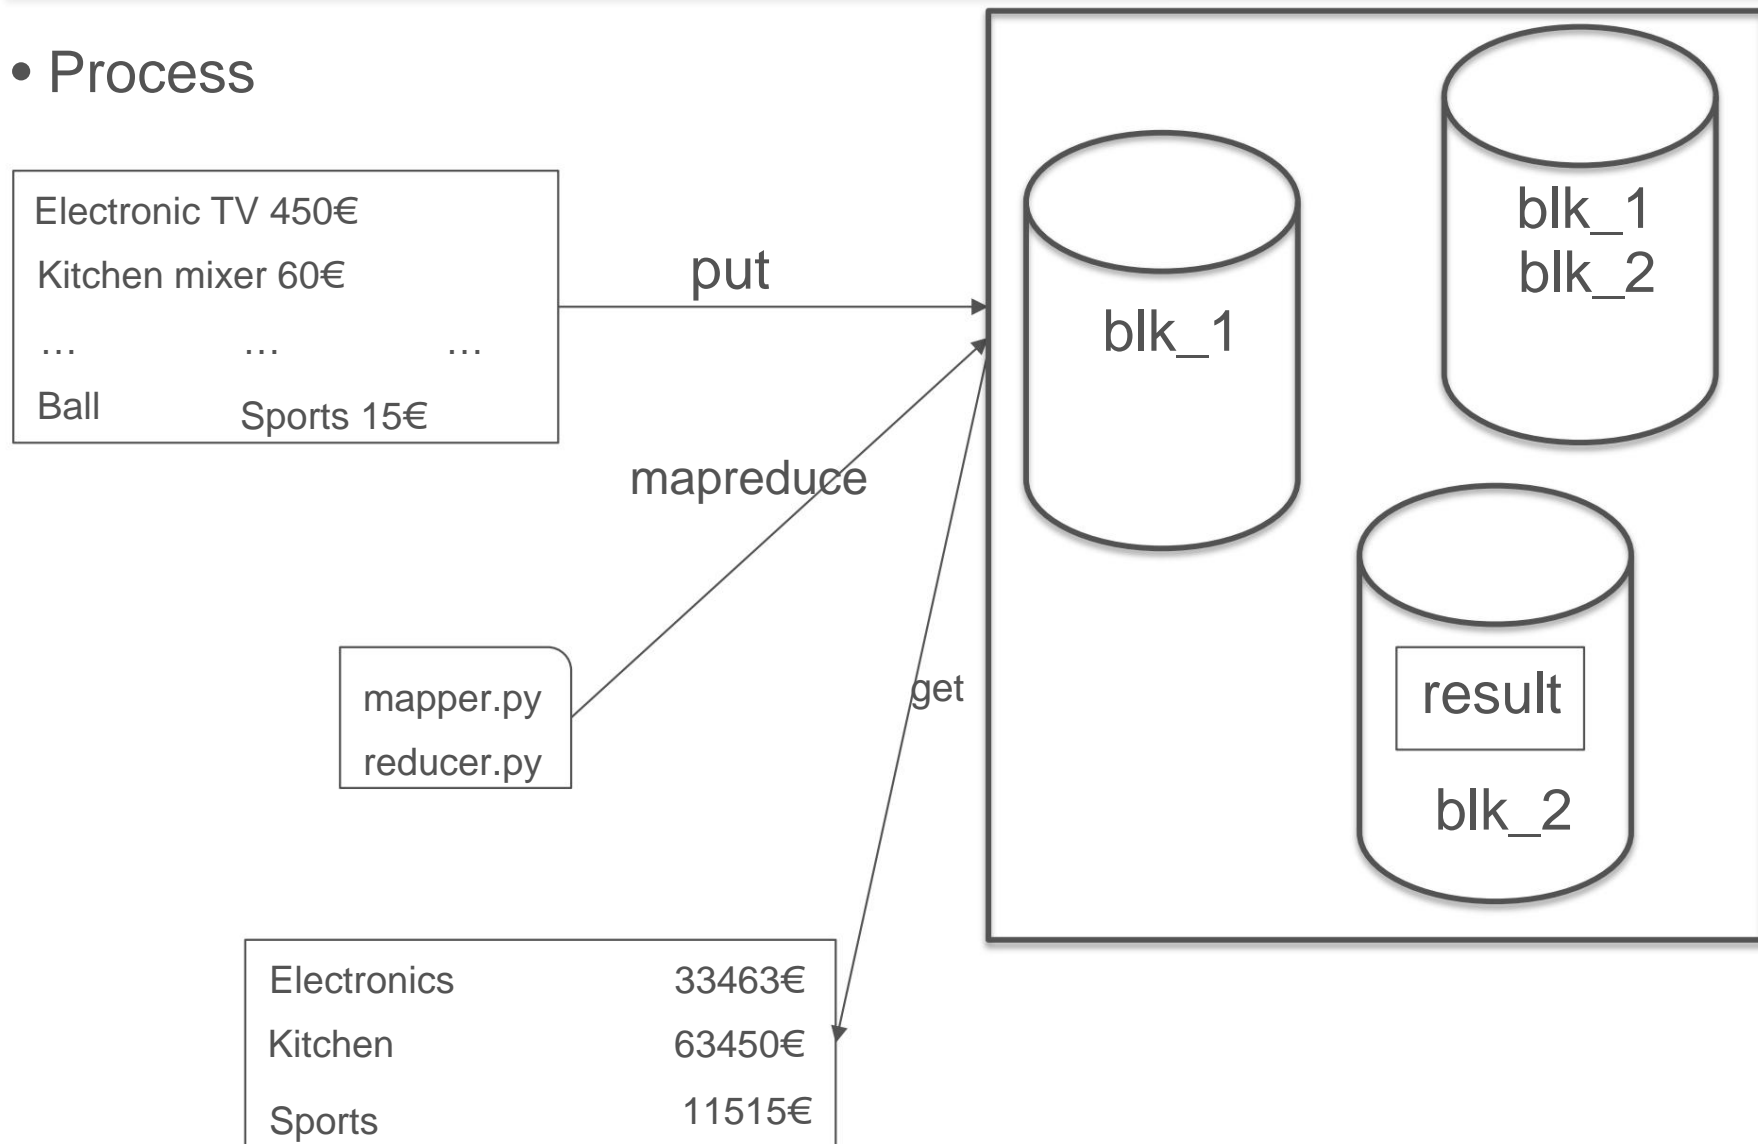 • Process
Electronic TV 450€
Kitchen mixer 60€
... ... ...
Ball Sports 15€
put
mapreduce
mapper.py
reducer.py
get
Electronics 33463€
Kitchen 63450€
Sports 11515€
blk_1
blk_1
blk_2
result
blk_2